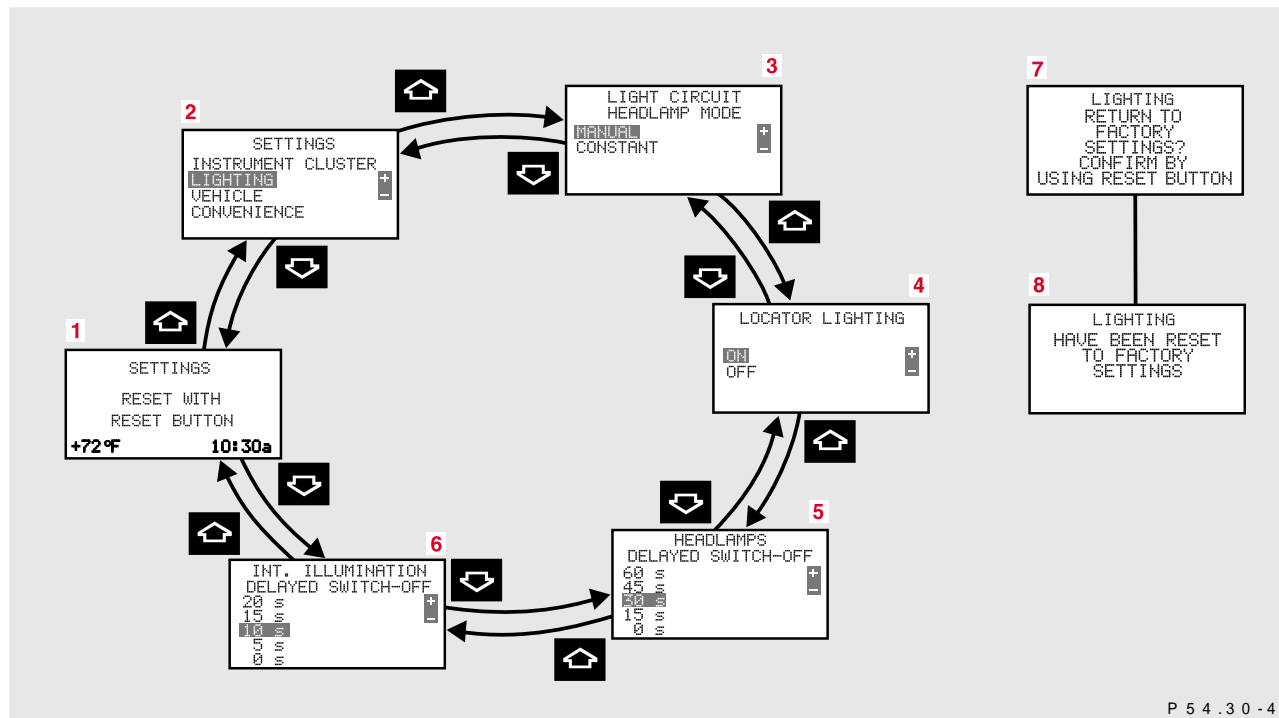 1
SETTINGS
RESET WITH
RESET BUTTON
+72°F 10:30a
2
SETTINGS
INSTRUMENT CLUSTER
LIGHTING
VEHICLE
CONVENIENCE
+
−
3
LIGHT CIRCUIT
HEADLAMP MODE
MANUAL
CONSTANT
+
−
4
LOCATOR LIGHTING
ON
OFF
+
−
5
HEADLAMPS
DELAYED SWITCH-OFF
60 s
45 s
30 s
15 s
0 s
+
−
6
INT. ILLUMINATION
DELAYED SWITCH-OFF
20 s
15 s
10 s
5 s
0 s
+
−
7
LIGHTING
RETURN TO
FACTORY
SETTINGS?
CONFIRM BY
USING RESET BUTTON
8
LIGHTING
HAVE BEEN RESET
TO FACTORY
SETTINGS
P 54.30-4